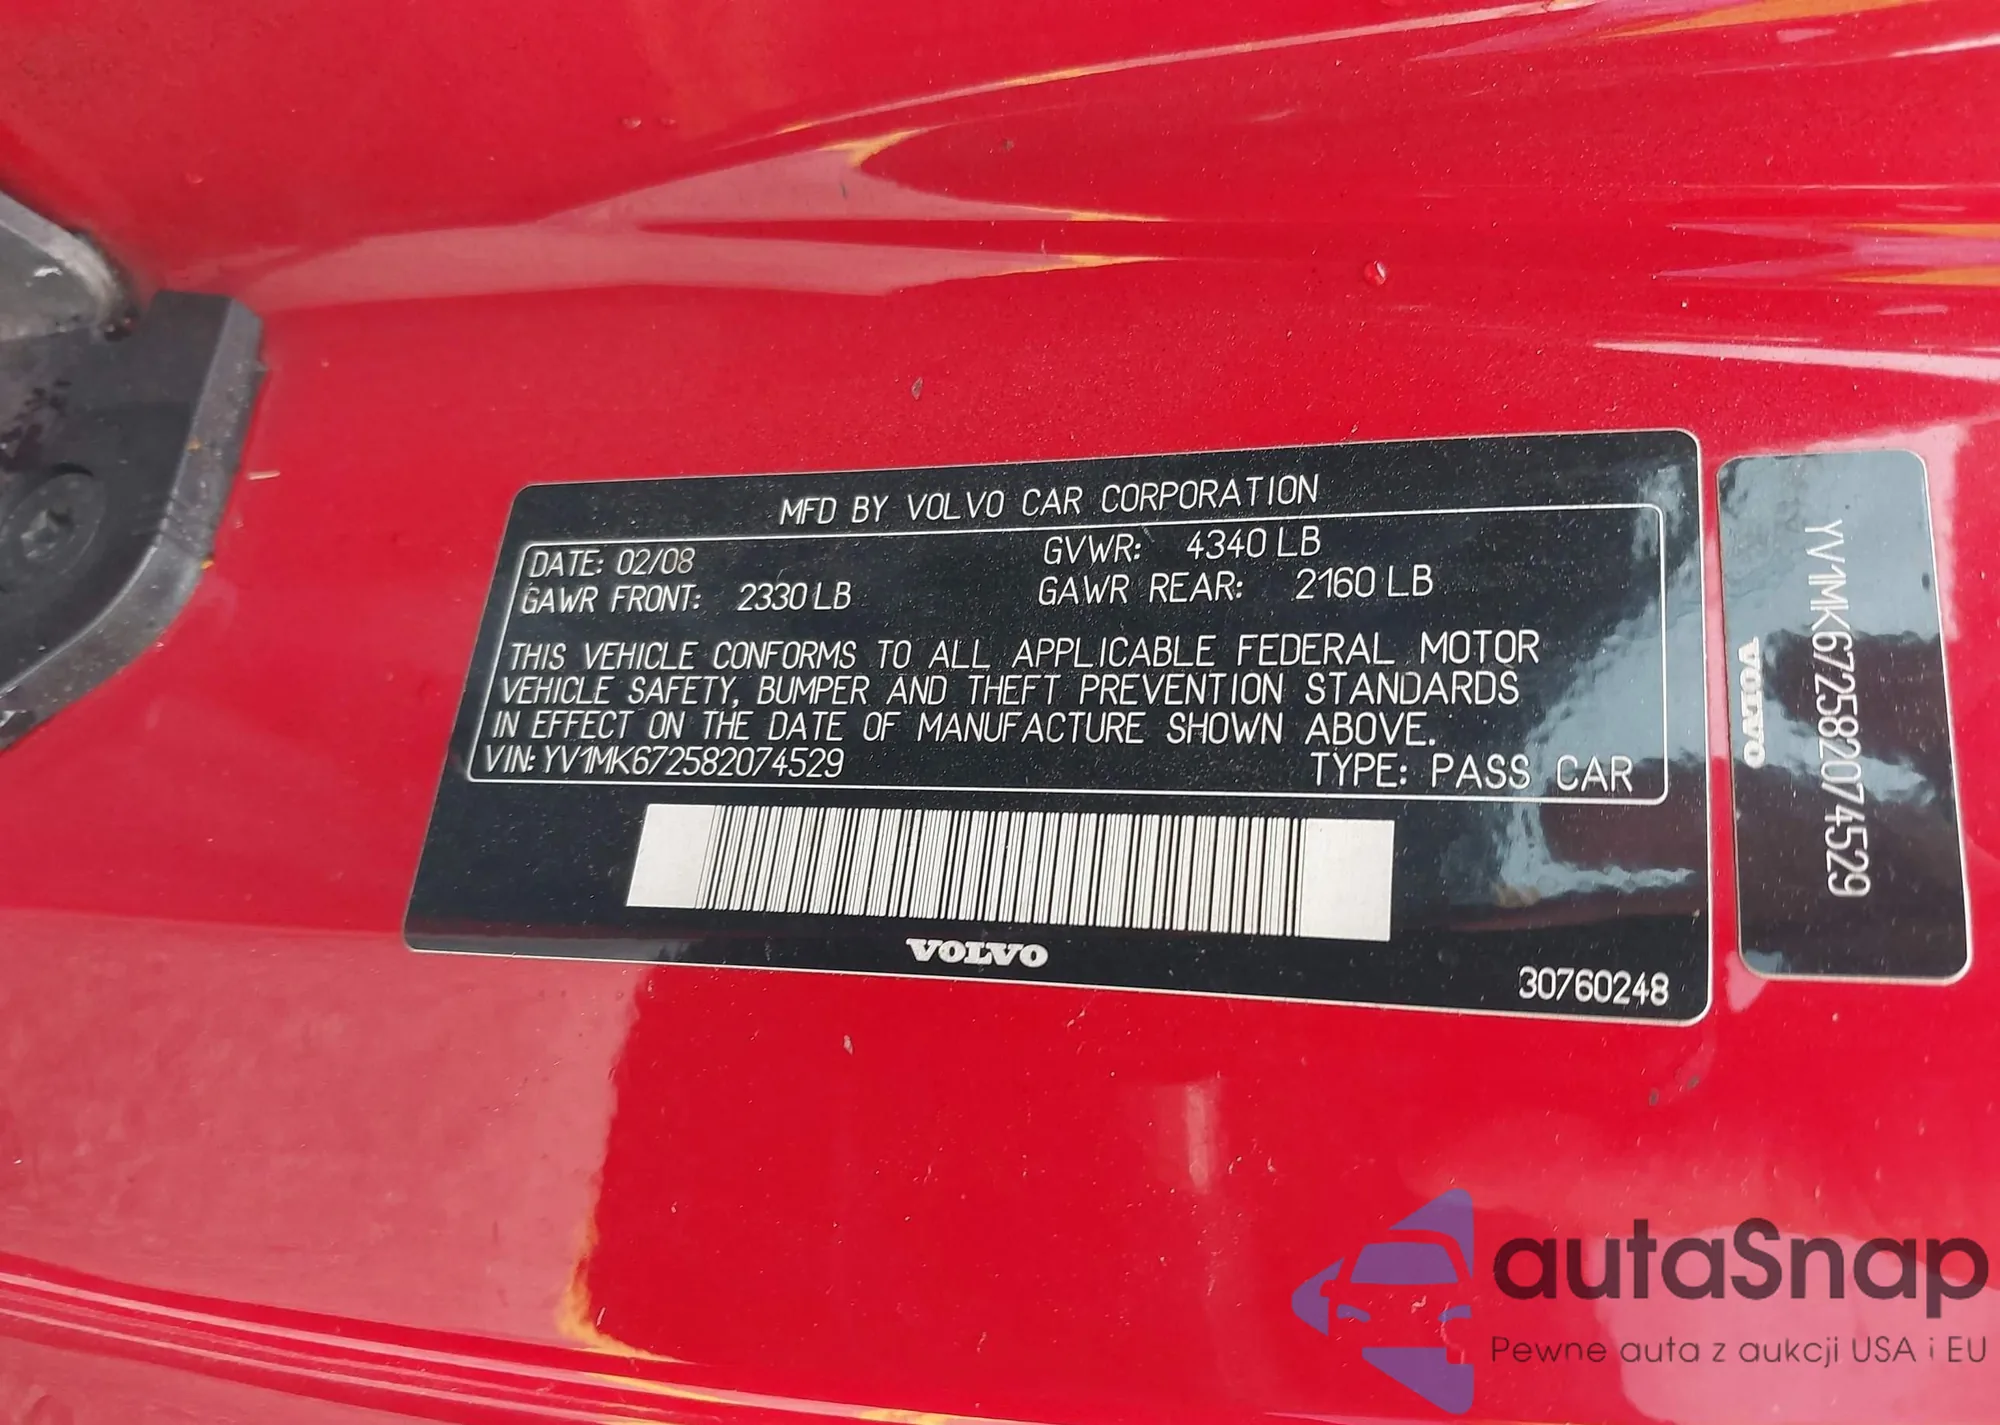 MFD BY VOLVO CAR CORPORATION
DATE: 02/08 GVWR: 4340 LB
GAWR FRONT: 2330 LB GAWR REAR: 2160 LB
THIS VEHICLE CONFORMS TO ALL APPLICABLE FEDERAL MOTOR
VEHICLE SAFETY, BUMPER AND THEFT PREVENTION STANDARDS
IN EFFECT ON THE DATE OF MANUFACTURE SHOWN ABOVE.
VIN: YV1MK672582074529 TYPE: PASS CAR
VOLVO
30760248
YV1MK672582074529
VOLVO
autaSnap
Pewne auta z aukcji USA i EU